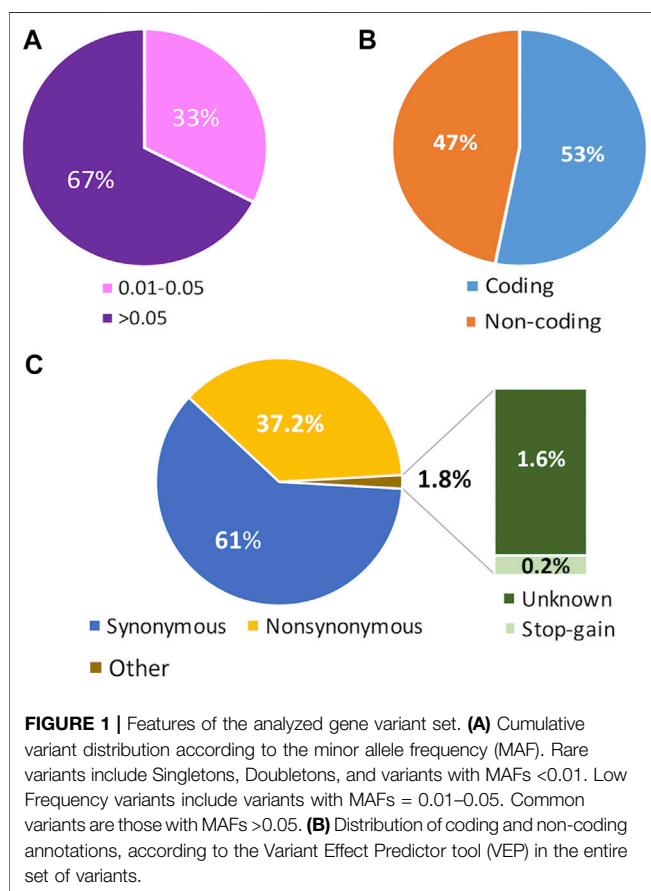 A
33%
67%
0.01-0.05
>0.05
B
47%
53%
Coding
Non-coding
C
37.2%
1.8%
61%
1.6%
0.2%
Synonymous
Nonsynonymous
Other
Unknown
Stop-gain
FIGURE 1 | Features of the analyzed gene variant set. (A) Cumulative
variant distribution according to the minor allele frequency (MAF). Rare
variants include Singletons, Doubletons, and variants with MAFs <0.01. Low
Frequency variants include variants with MAFs = 0.01–0.05. Common
variants are those with MAFs >0.05. (B) Distribution of coding and non-coding
annotations, according to the Variant Effect Predictor tool (VEP) in the entire
set of variants.